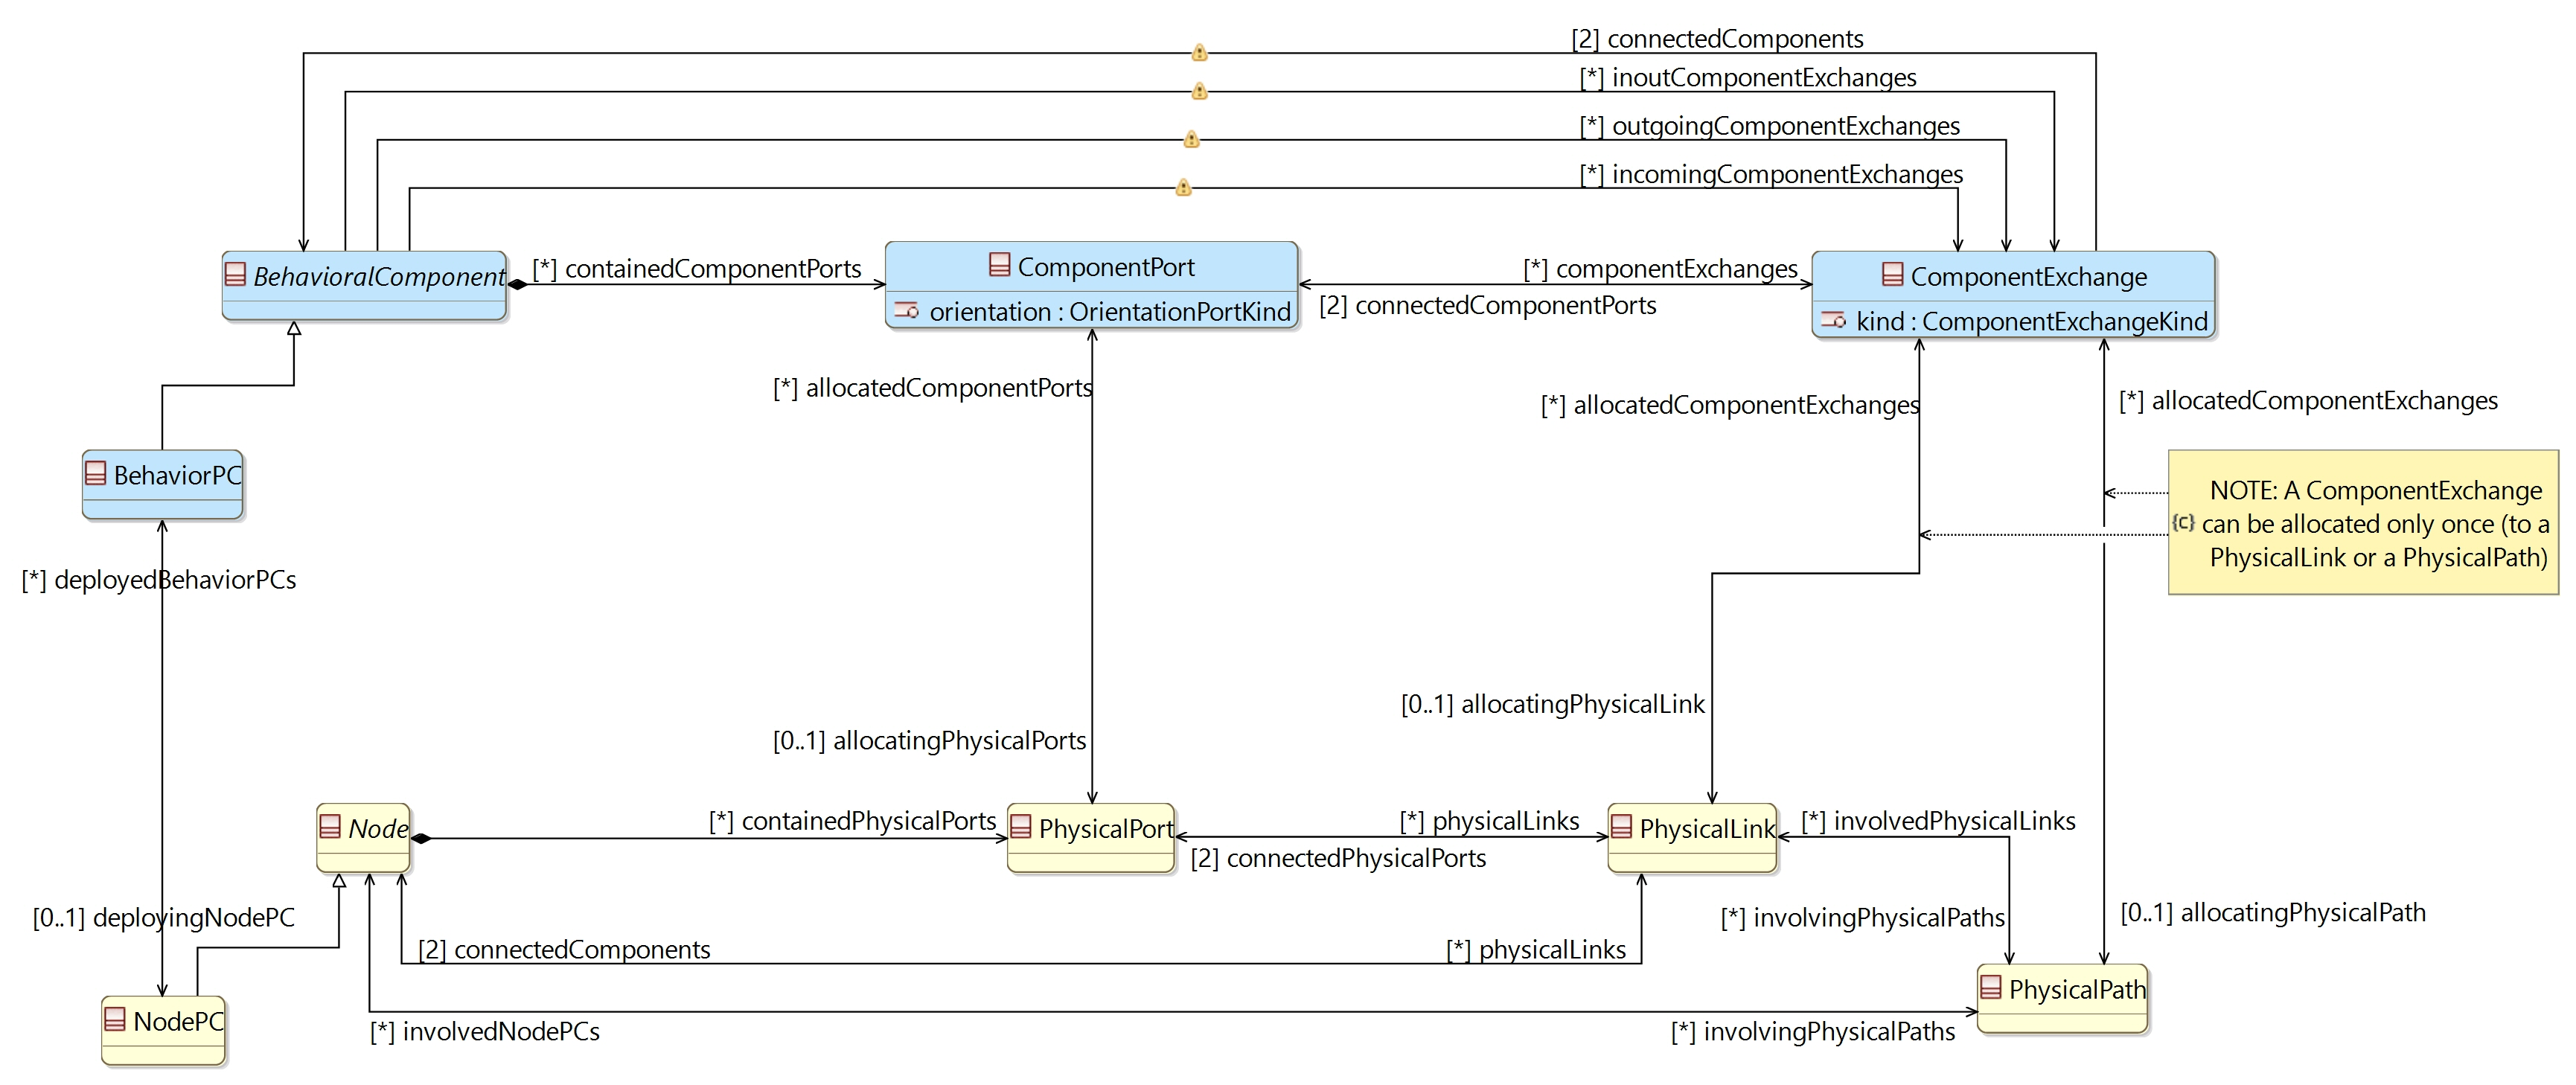 [2] connectedComponents
[*] inoutComponentExchanges
[*] outgoingComponentExchanges
[*] incomingComponentExchanges
BehavioralComponent
[*] containedComponentPorts
ComponentPort
orientation : OrientationPortKind
[*] componentExchanges
[2] connectedComponentPorts
ComponentExchange
kind : ComponentExchangeKind
[*] allocatedComponentPorts
[*] allocatedComponentExchanges
[*] allocatedComponentExchanges
BehaviorPC
NOTE: A ComponentExchange
{c} can be allocated only once (to a
PhysicalLink or a PhysicalPath)
[*] deployedBehaviorPCs
[0..1] allocatingPhysicalLink
[0..1] allocatingPhysicalPorts
Node
[*] containedPhysicalPorts
PhysicalPort
[*] physicalLinks
[2] connectedPhysicalPorts
PhysicalLink
[*] involvedPhysicalLinks
[0..1] deployingNodePC
[*] involvingPhysicalPaths
[0..1] allocatingPhysicalPath
[2] connectedComponents
[*] physicalLinks
PhysicalPath
NodePC
[*] involvedNodePCs
[*] involvingPhysicalPaths